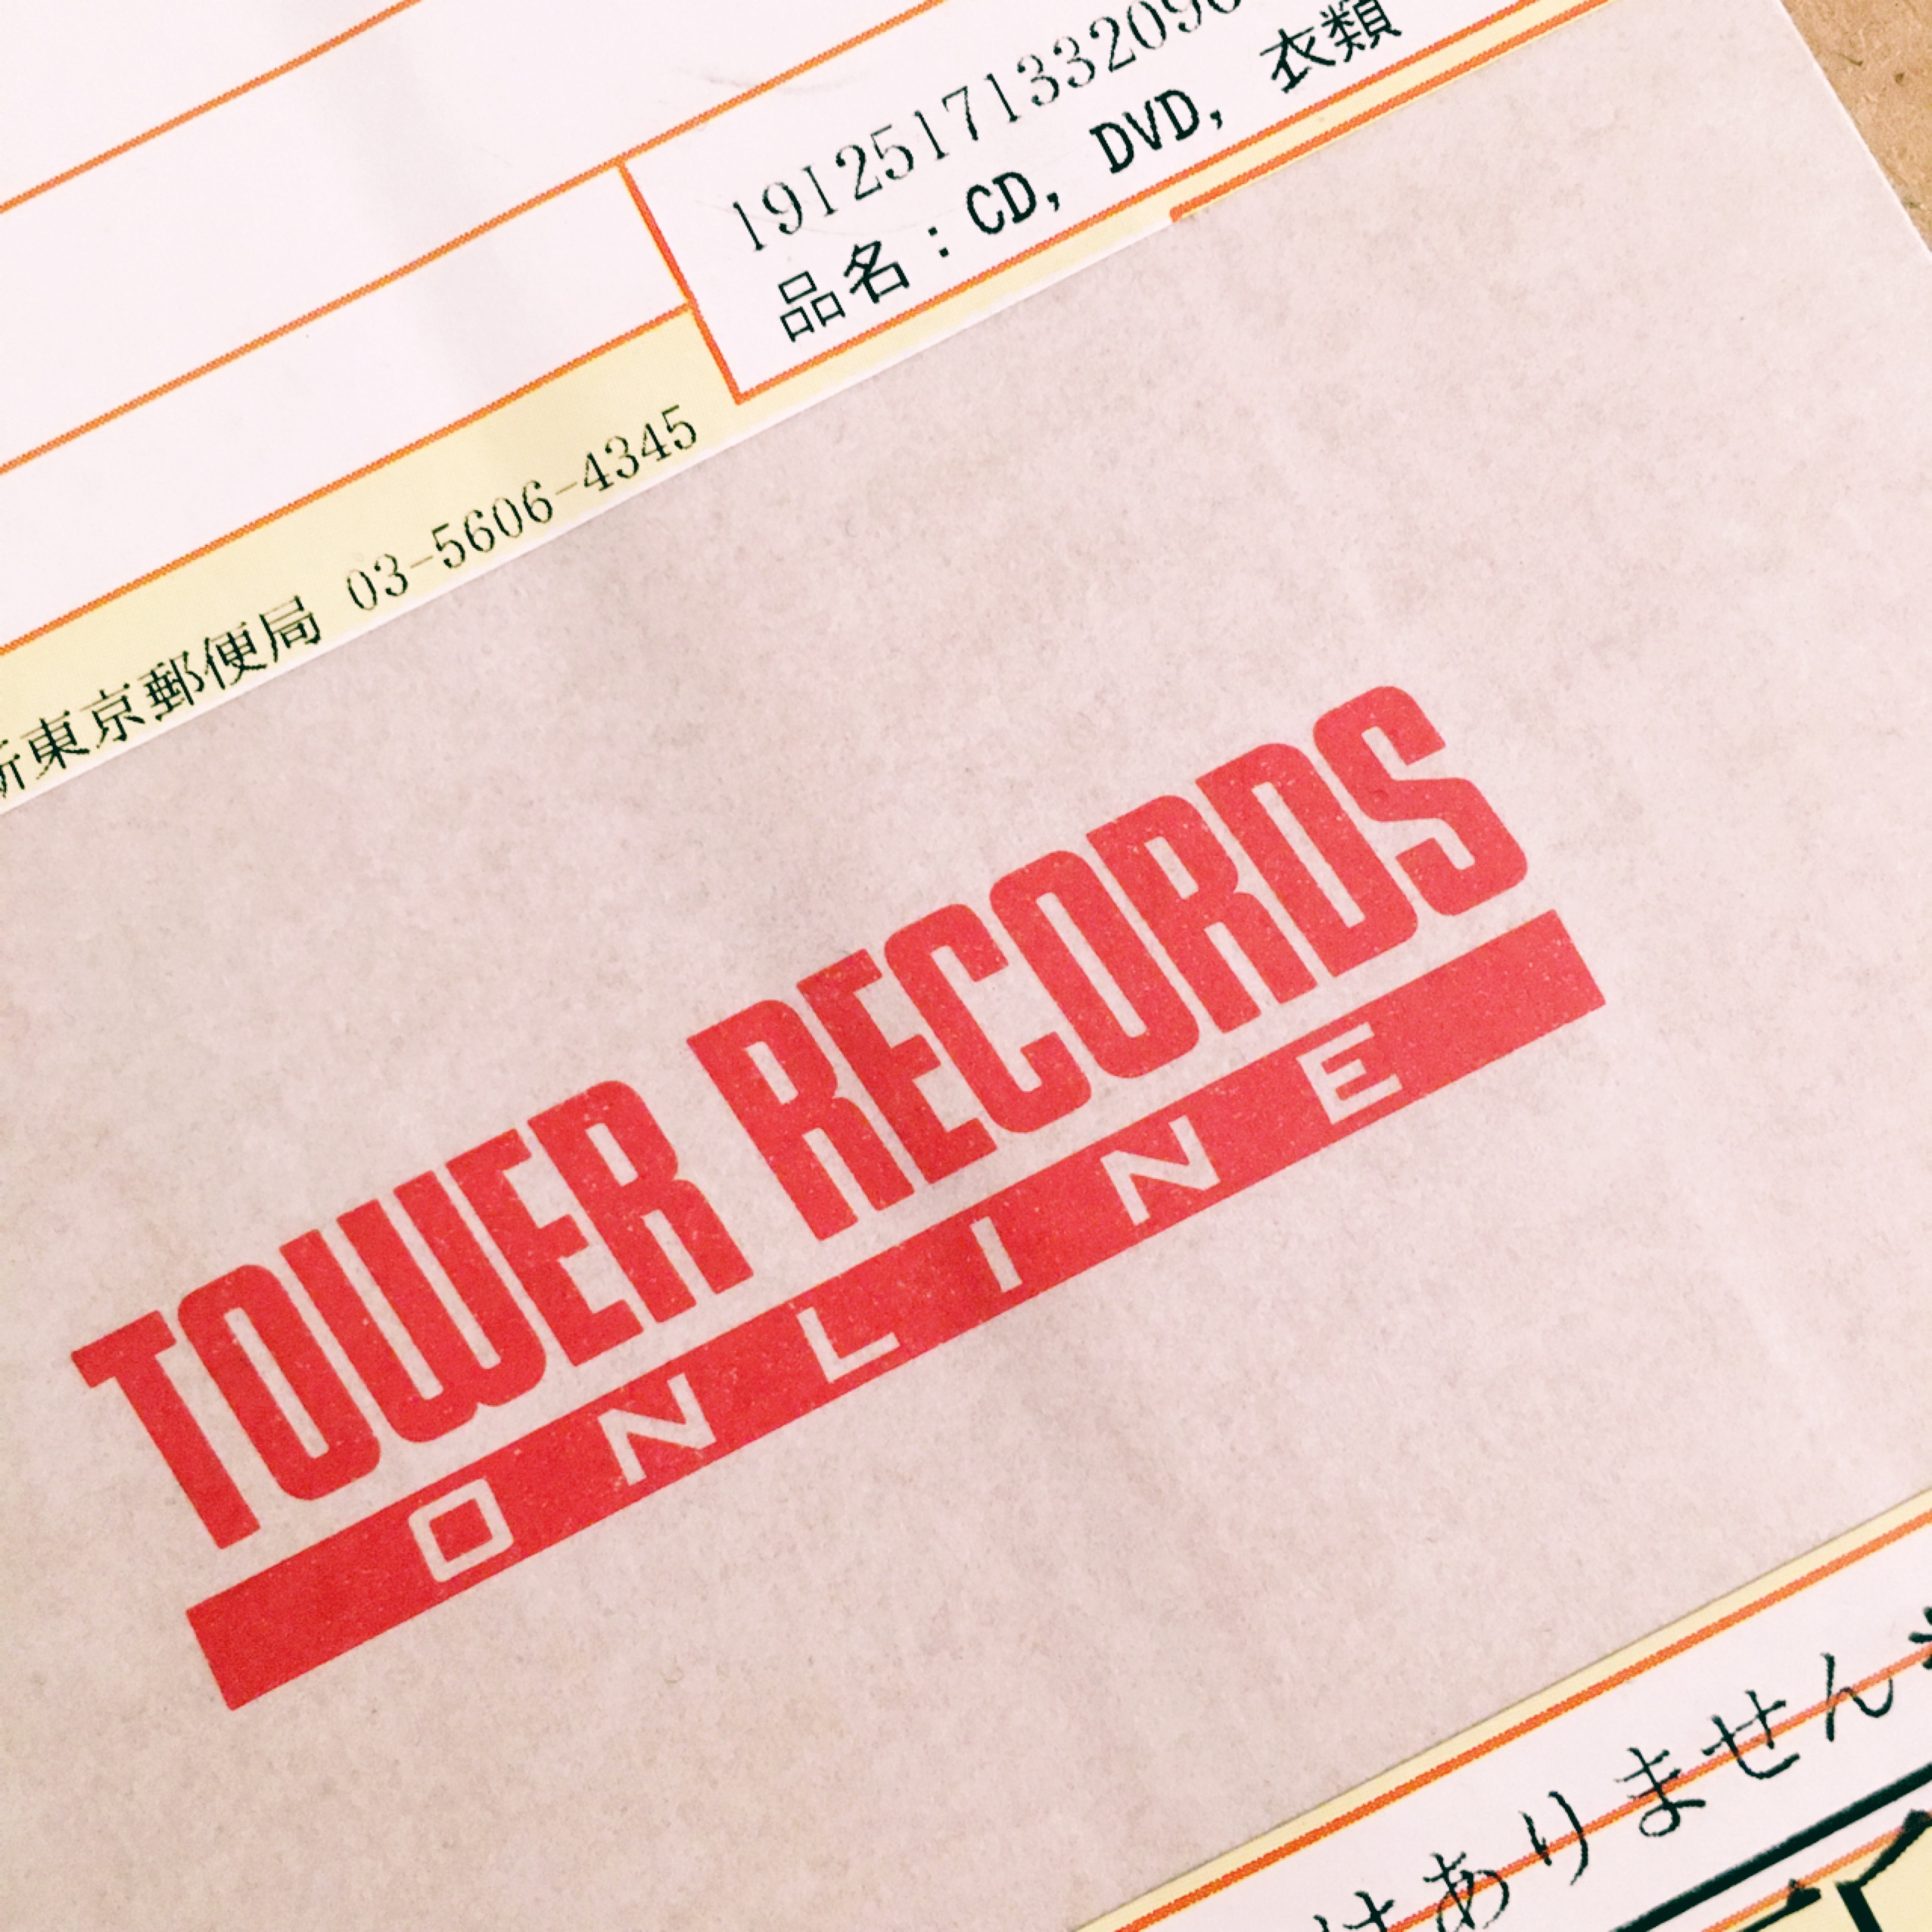 品名:CD, DVD, 衣類
新東京郵便局 03-5606-4345
TOWER RECORDS
ONLINE
はありません